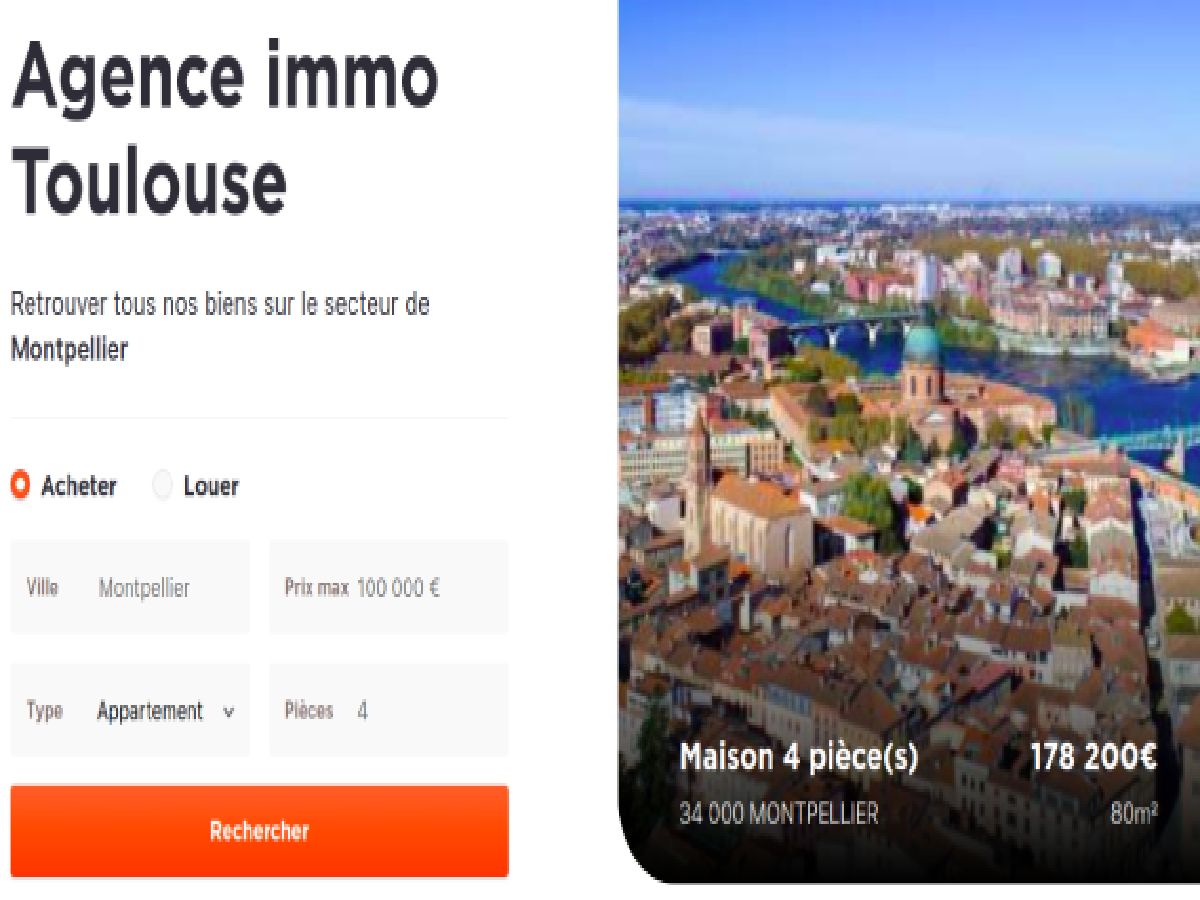 Agence immo
Toulouse
Retrouver tous nos biens sur le secteur de
Montpellier
Acheter Louer
Ville Montpellier Prix max 100 000 €
Type Appartement Pièces 4
Rechercher
Maison 4 pièce(s) 178 200€
34 000 MONTPELLIER 80m²